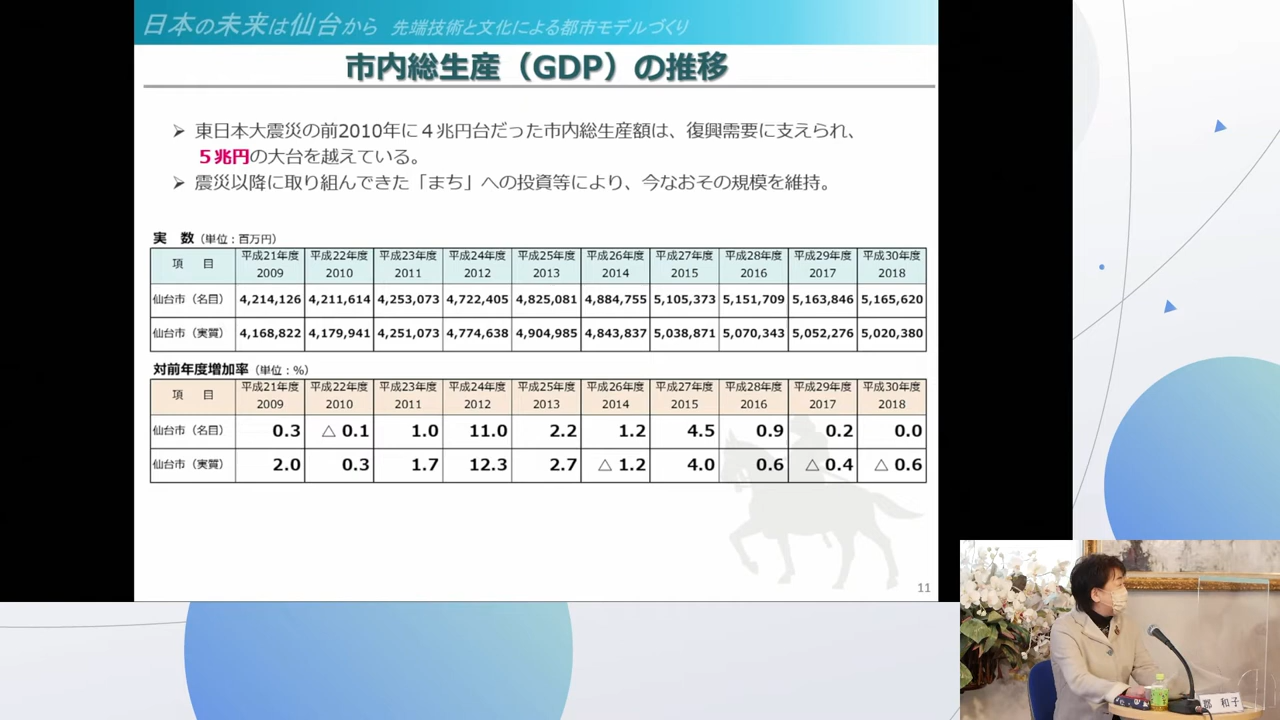 日本の未来は仙台から 先端技術と文化による都市モデルづくり
市内総生産（GDP）の推移
➢ 東日本大震災の前2010年に４兆円台だった市内総生産額は、復興需要に支えられ、
５兆円の大台を越えている。
➢ 震災以降に取り組んできた「まち」への投資等により、今なおその規模を維持。
実 数（単位：百万円）
項 目 平成21年度 平成22年度 平成23年度 平成24年度 平成25年度 平成26年度 平成27年度 平成28年度 平成29年度 平成30年度
2009 2010 2011 2012 2013 2014 2015 2016 2017 2018
仙台市（名目） 4,214,126 4,211,614 4,253,073 4,722,405 4,825,081 4,884,755 5,105,373 5,151,709 5,163,846 5,165,620
仙台市（実質） 4,168,822 4,179,941 4,251,073 4,774,638 4,904,985 4,843,837 5,038,871 5,070,343 5,052,276 5,020,380
対前年度増加率（単位：%）
項 目 平成21年度 平成22年度 平成23年度 平成24年度 平成25年度 平成26年度 平成27年度 平成28年度 平成29年度 平成30年度
2009 2010 2011 2012 2013 2014 2015 2016 2017 2018
仙台市（名目） 0.3 △ 0.1 1.0 11.0 2.2 1.2 4.5 0.9 0.2 0.0
仙台市（実質） 2.0 0.3 1.7 12.3 2.7 △ 1.2 4.0 0.6 △ 0.4 △ 0.6
11
郡 和子